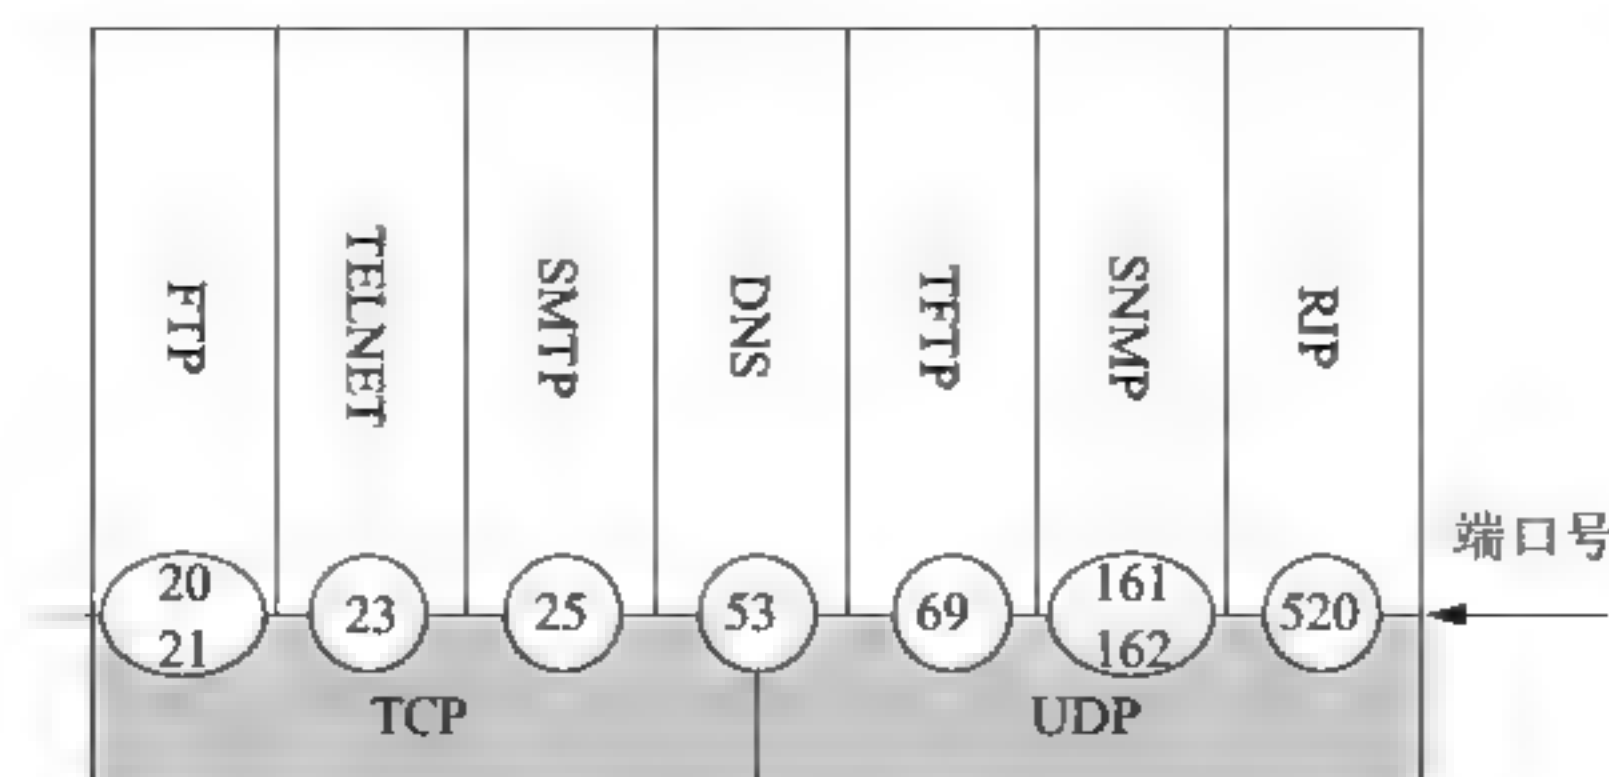 FTP
TELNET
SMTP
DNS
TFTP
SNMP
RIP
端口号
20
21
23
25
53
69
161
162
520
TCP
UDP